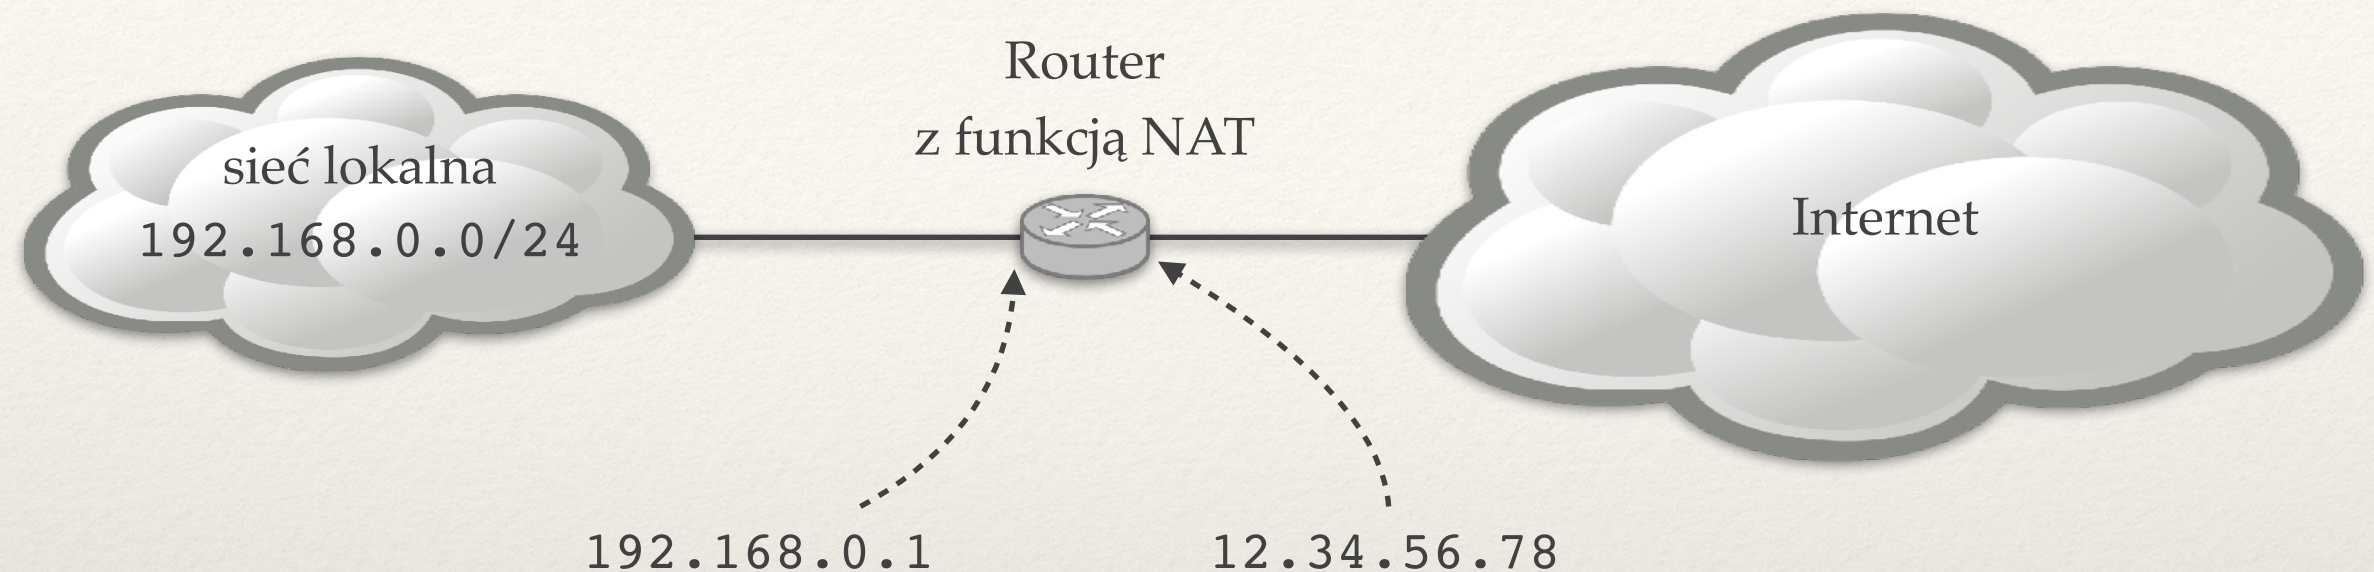 Router
z funkcją NAT
sieć lokalna
192.168.0.0/24
Internet
192.168.0.1
12.34.56.78